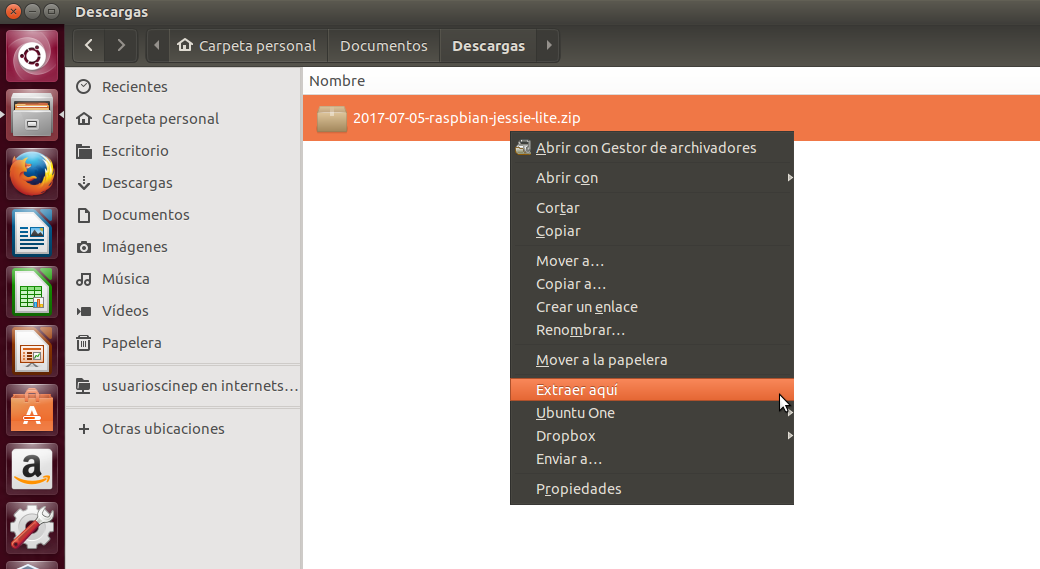 Descargas
Carpeta personal
Documentos
Descargas
Recientes
Carpeta personal
Escritorio
Descargas
Documentos
Imágenes
Música
Vídeos
Papelera
usuarioscinep en internets…
Otras ubicaciones
Nombre
2017-07-05-raspbian-jessie-lite.zip
Abrir con Gestor de archivadores
Abrir con
Cortar
Copiar
Mover a…
Copiar a…
Crear un enlace
Renombrar…
Mover a la papelera
Extraer aquí
Ubuntu One
Dropbox
Enviar a…
Propiedades